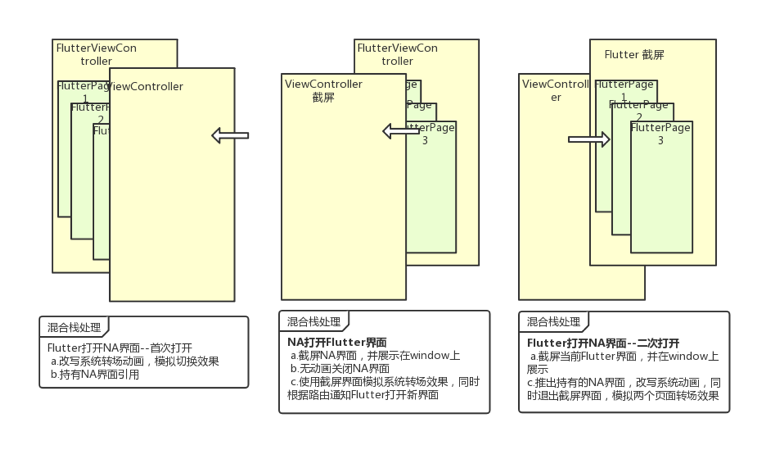 FlutterViewCon
troller
FlutterPag
1
FlutterP
2
Flut
ViewController
FlutterViewCon
troller
ViewController
截屏
ge
Page
tterPage
3
ViewControll
er
Flutter 截屏
FlutterPage
1
FlutterPage
2
FlutterPage
3
混合栈处理
Flutter打开NA界面--首次打开
a.改写系统转场动画，模拟切换效果
b.持有NA界面引用
混合栈处理
NA打开Flutter界面
a.截屏NA界面，并展示在window上
b.无动画关闭NA界面
c.使用截屏界面模拟系统转场效果，同时
根据路由通知Flutter打开新界面
混合栈处理
Flutter打开NA界面--二次打开
a.截屏当前Flutter界面，并在window上
展示
c.推出持有的NA界面，改写系统动画，同
时退出截屏界面，模拟两个页面转场效果